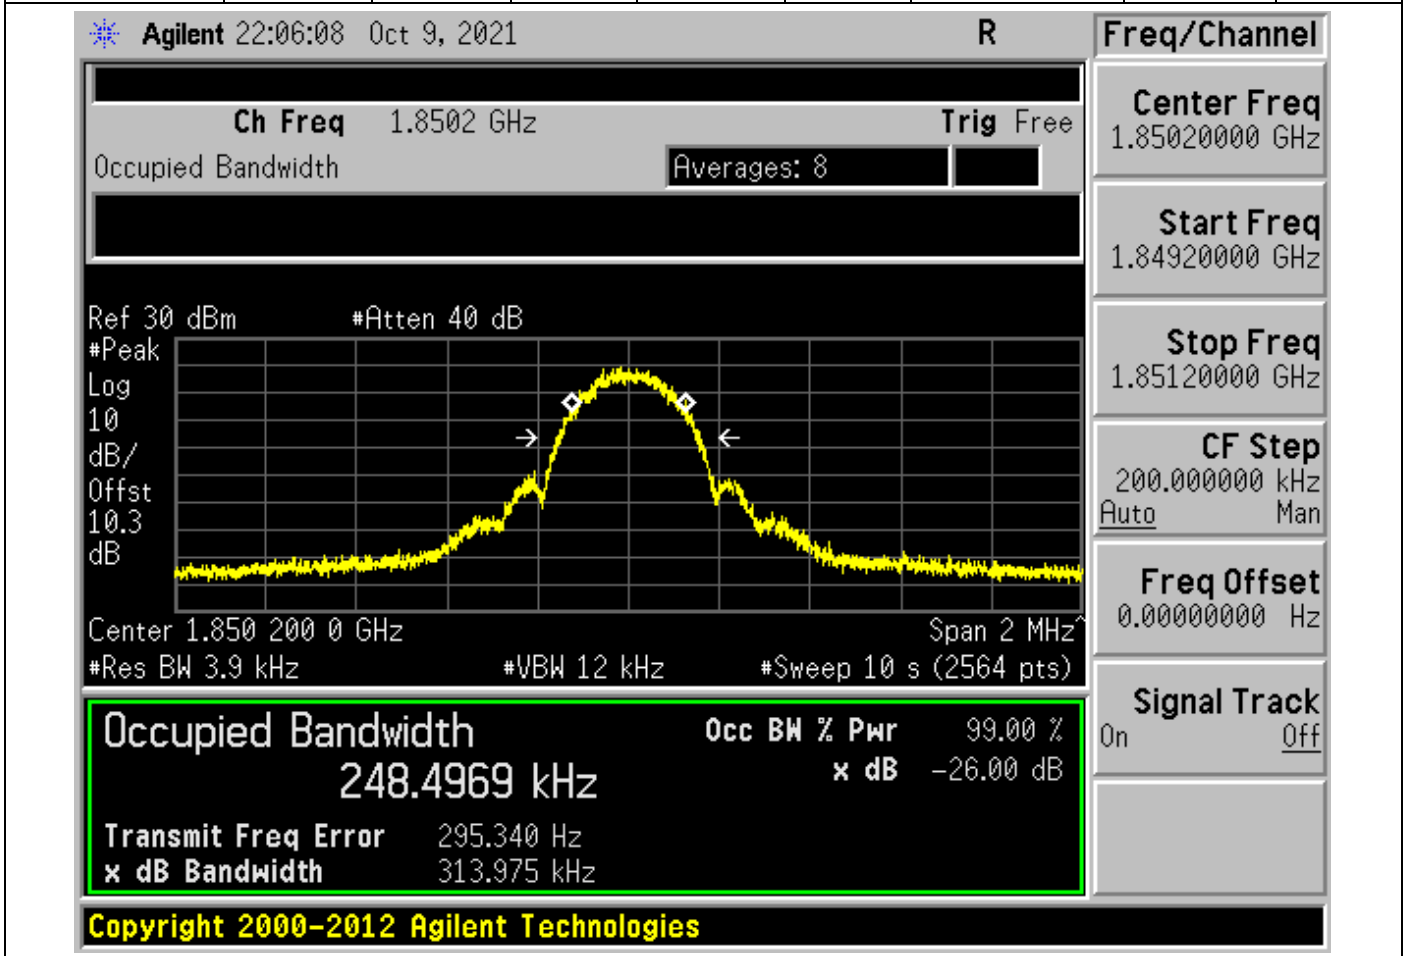 Agilent 22:06:08 Oct 9, 2021 R Freq/Channel
Ch Freq 1.8502 GHz Trig Free
Occupied Bandwidth Averages: 8
Center Freq
1.85020000 GHz
Start Freq
1.84920000 GHz
Stop Freq
1.85120000 GHz
CF Step
200.000000 kHz
Auto Man
Freq Offset
0.00000000 Hz
Signal Track
On Off
Ref 30 dBm #Atten 40 dB
#Peak
Log
10
dB/
Offst
10.3
dB
Center 1.850 200 0 GHz Span 2 MHz^
#Res BW 3.9 kHz #VBW 12 kHz #Sweep 10 s (2564 pts)
Occupied Bandwidth Occ BW % Pwr 99.00 %
248.4969 kHz x dB -26.00 dB
Transmit Freq Error 295.340 Hz
x dB Bandwidth 313.975 kHz
Copyright 2000-2012 Agilent Technologies